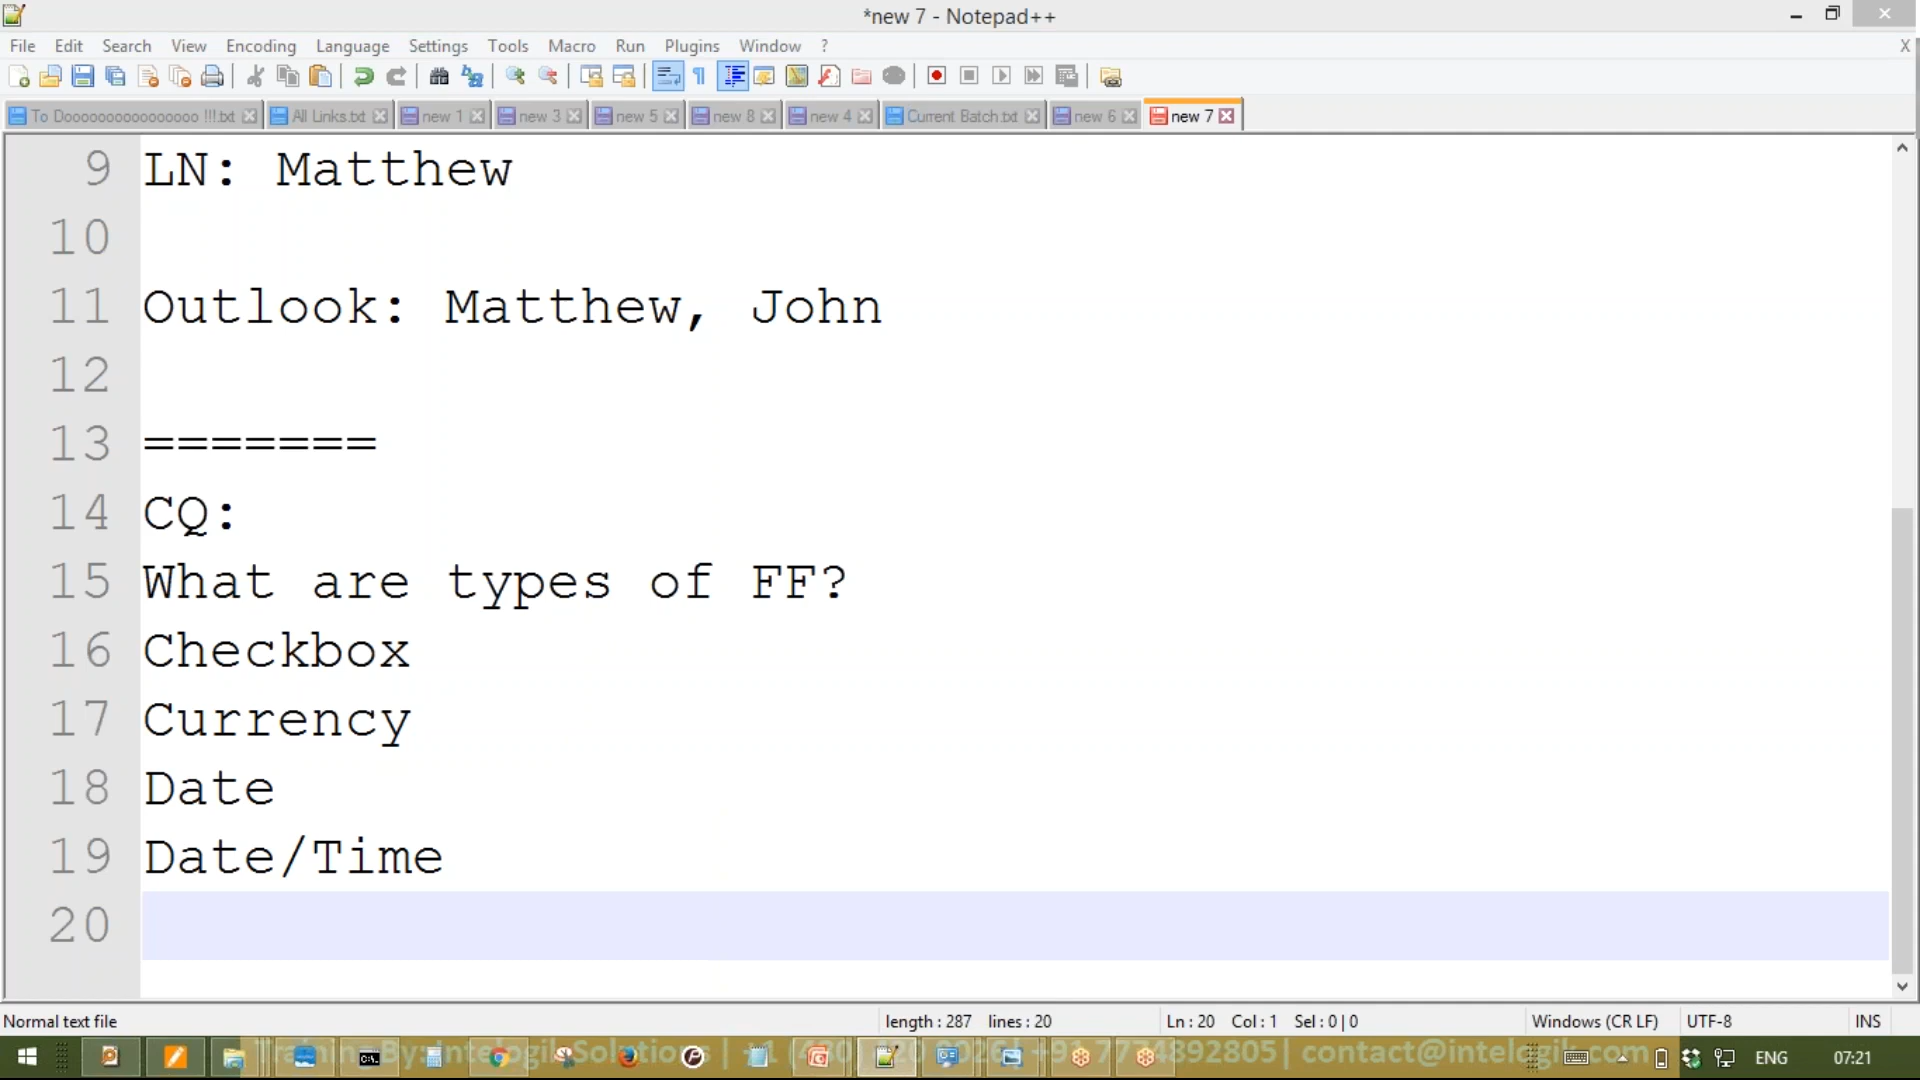 *new 7 - Notepad++
File Edit Search View Encoding Language Settings Tools Macro Run Plugins Window ? X
To Doooooooooooooooo !!!.txt All Links.txt new 1 new 3 new 5 new 8 new 4 Current Batch.txt new 6 new 7
9 LN: Matthew
10
11 Outlook: Matthew, John
12
13 =======
14 CQ:
15 What are types of FF?
16 Checkbox
17 Currency
18 Date
19 Date/Time
20
Normal text file length : 287 lines : 20 Ln : 20 Col : 1 Sel : 0 | 0 Windows (CR LF) UTF-8 INS
892805| contact@intelogik.com ENG 07:21